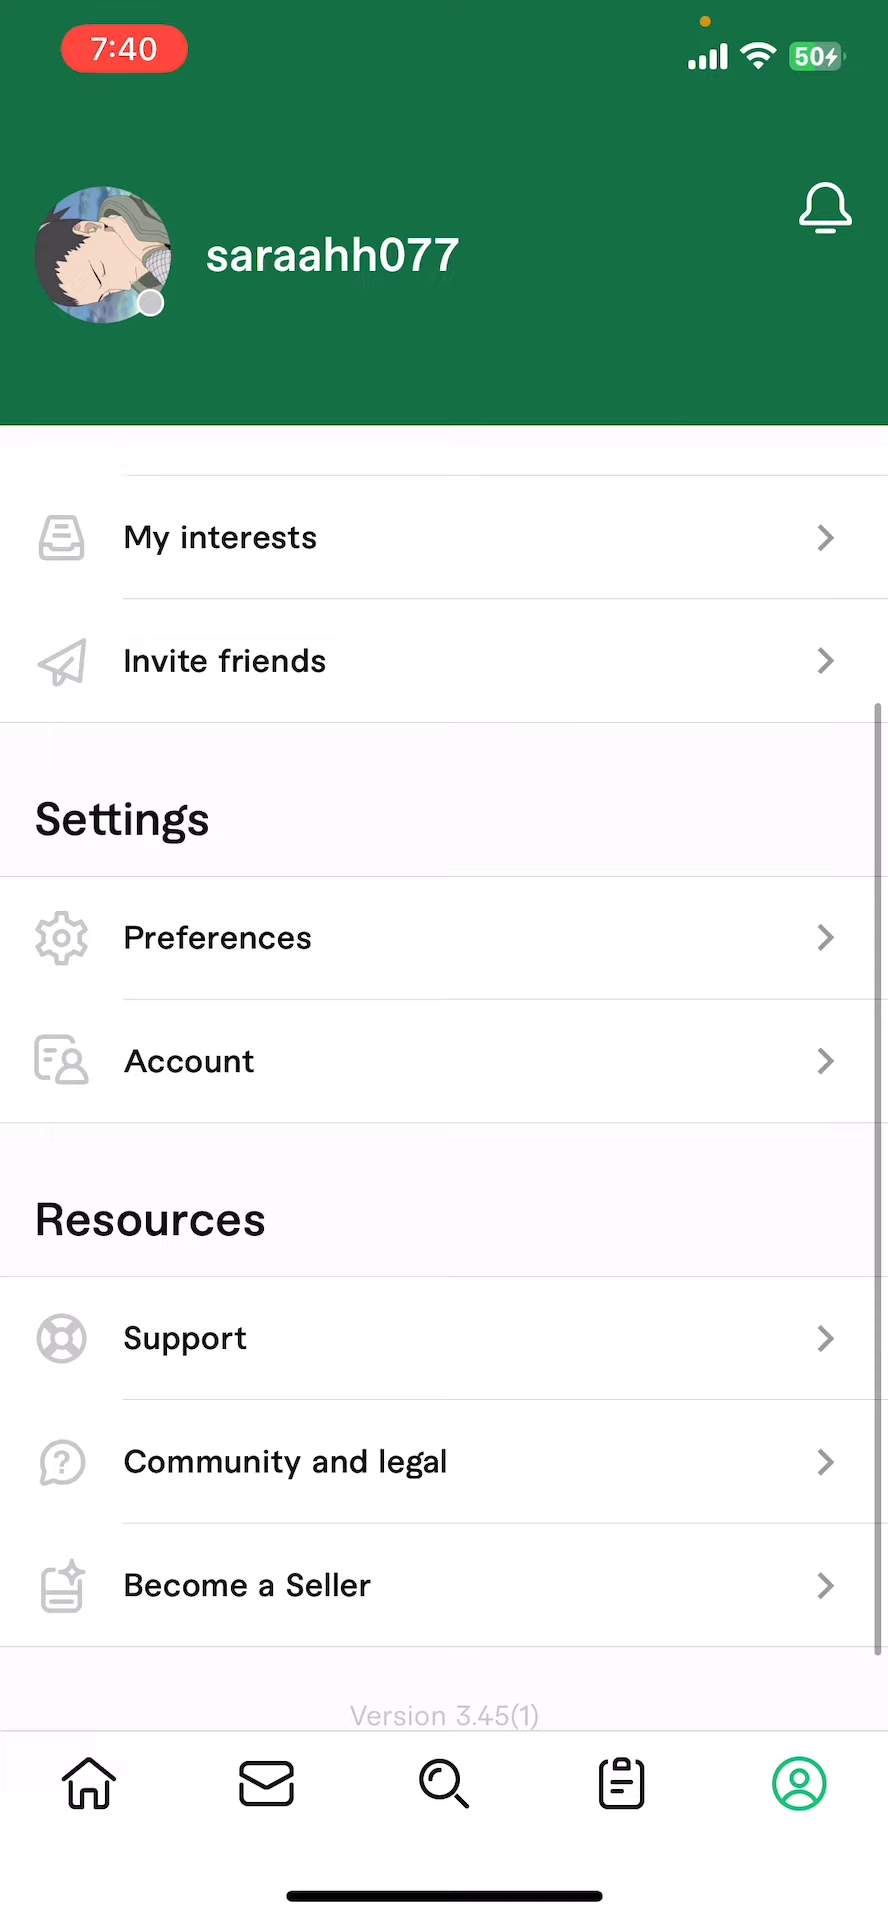 7:40
50
saraahh077
My interests
Invite friends
Settings
Preferences
Account
Resources
Support
Community and legal
Become a Seller
Version 3.45(1)